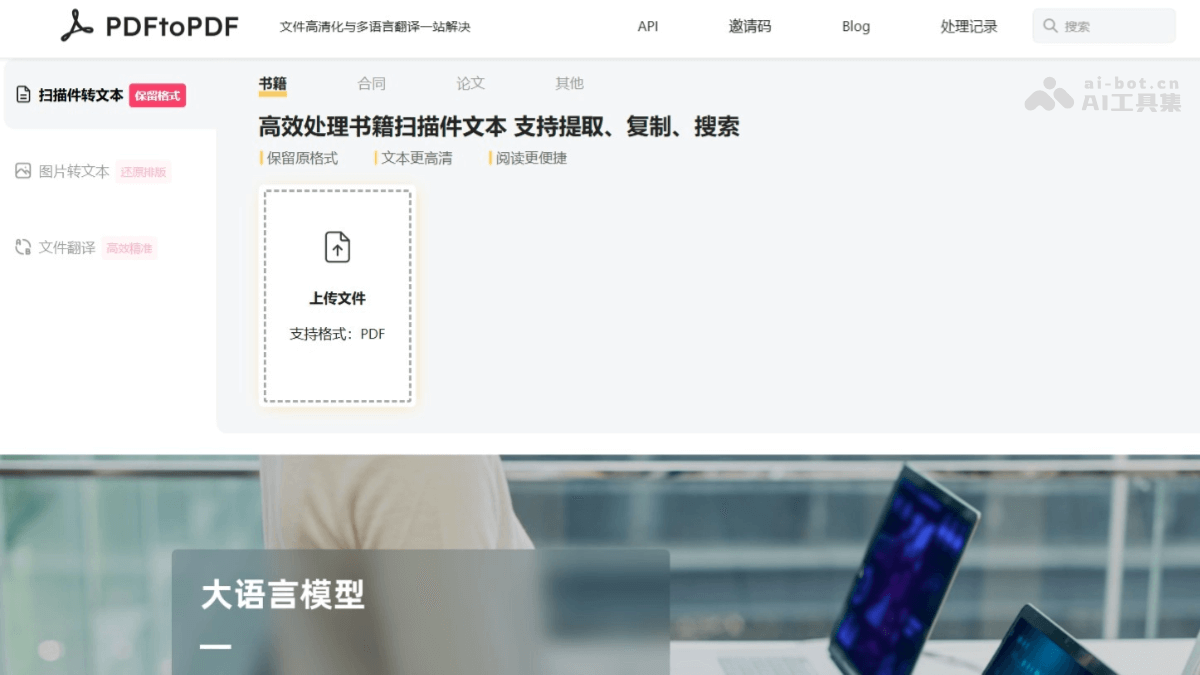 PDFtoPDF
文件高清化与多语言翻译一站解决
API
邀请码
Blog
处理记录
搜索
扫描件转文本 保留格式
图片转文本 还原排版
文件翻译 高效精准
书籍
合同
论文
其他
ai-bot.cn
AI工具集
高效处理书籍扫描件文本 支持提取、复制、搜索
保留原格式
文本更高清
阅读更便捷
上传文件
支持格式：PDF
大语言模型